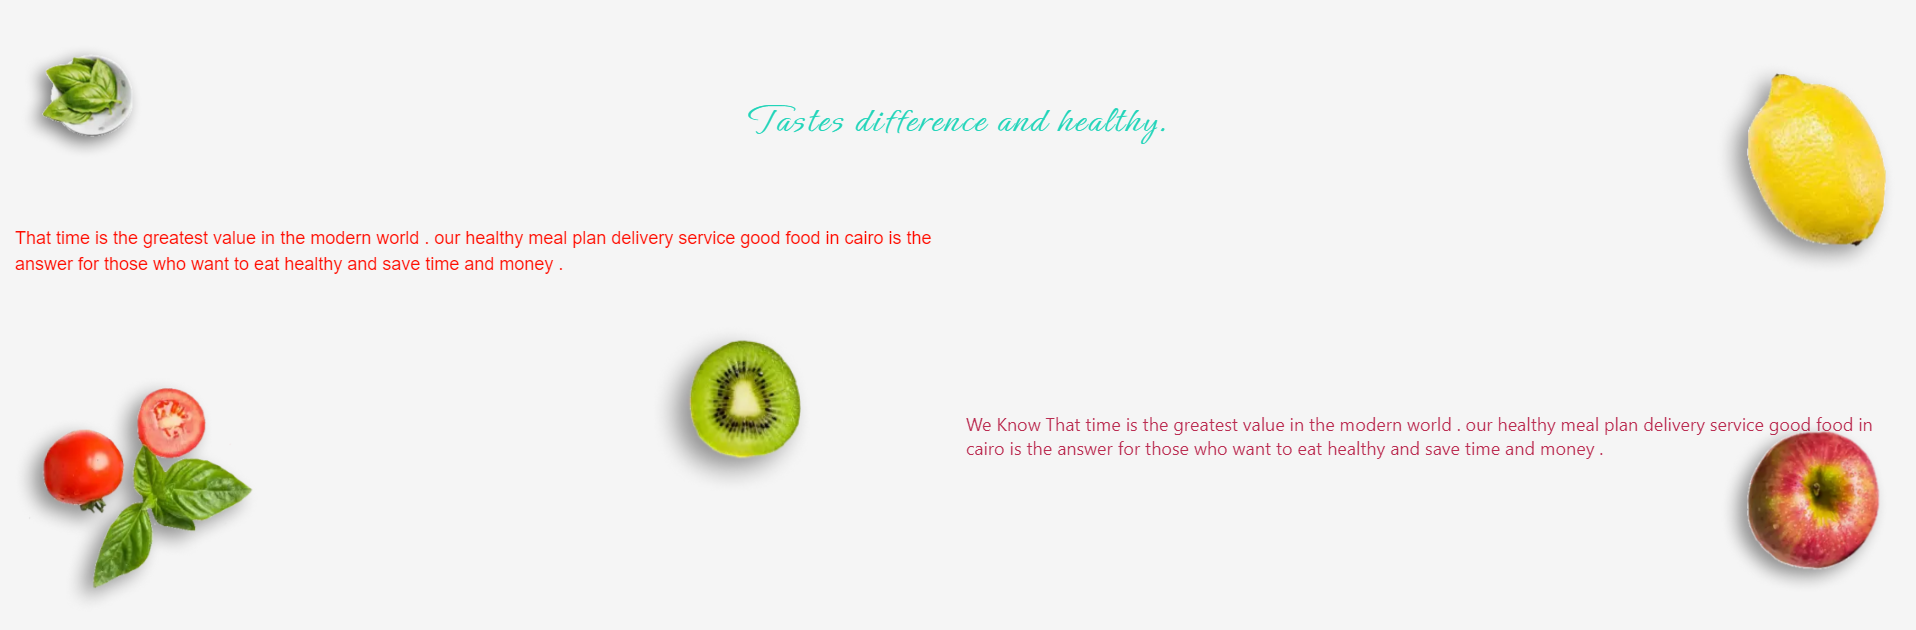 Tastes difference and healthy.
That time is the greatest value in the modern world . our healthy meal plan delivery service good food in cairo is the
answer for those who want to eat healthy and save time and money .
We Know That time is the greatest value in the modern world . our healthy meal plan delivery service good food in
cairo is the answer for those who want to eat healthy and save time and money .